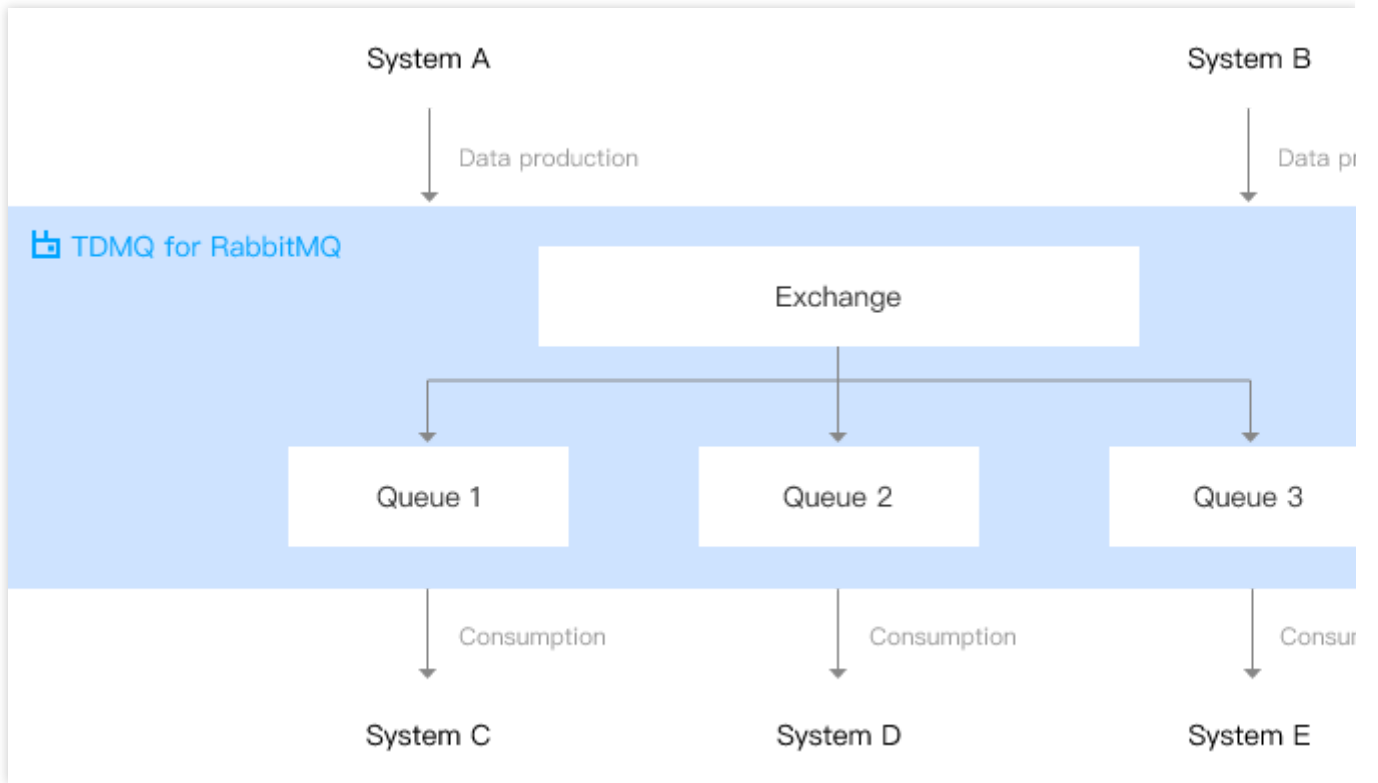 System A
System B
Data production
Data
TDMQ for RabbitMQ
Exchange
Queue 1
Queue 2
Queue 3
Consumption
Consumption
System C
System D
System E